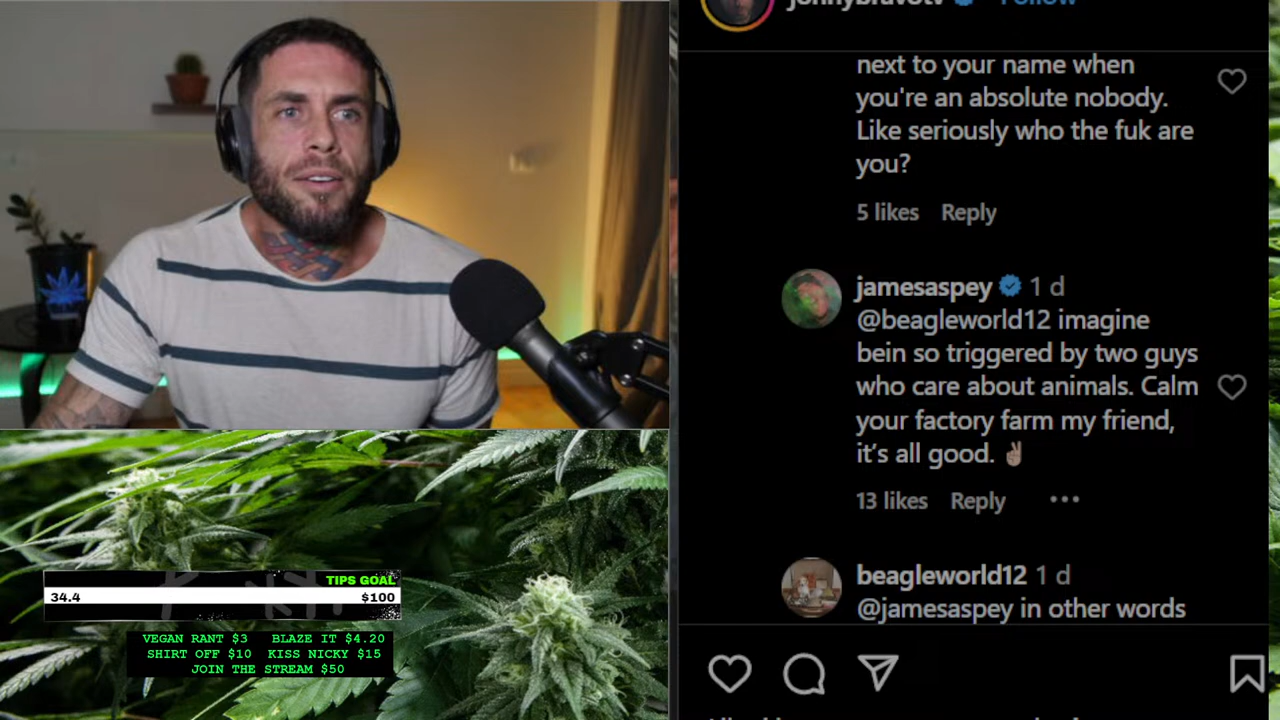 jonnybravotv Follow
next to your name when
you're an absolute nobody.
Like seriously who the fuk are
you?
5 likes Reply
jamesaspey 1 d
@beagleworld12 imagine
bein so triggered by two guys
who care about animals. Calm
your factory farm my friend,
it's all good. ✌🏽
13 likes Reply •••
beagleworld12 1 d
@jamesaspey in other words
TIPS GOAL
34.4 $100
VEGAN RANT $3 BLAZE IT $4.20
SHIRT OFF $10 KISS NICKY $15
JOIN THE STREAM $50